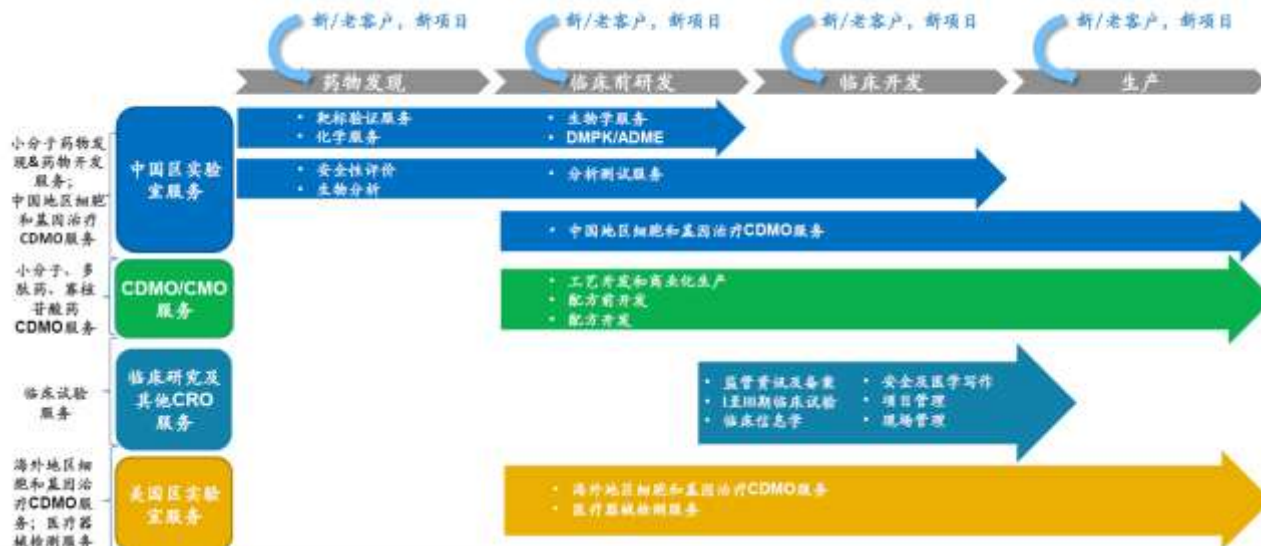 新/老客户，新项目
新/老客户，新项目
新/老客户，新项目
新/老客户，新项目
药物发现
临床前研发
临床开发
生产
小分子药物发
现&药物开发
服务；
中国地区细胞
和基因治疗
CDMO服务
中国区实验
室服务
• 靶标验证服务
• 化学服务
• 生物学服务
• DMPK/ADME
• 安全性评价
• 生物分析
• 分析测试服务
• 中国地区细胞和基因治疗CDMO服务
小分子、多
肽药、寡核
苷酸药
CDMO服务
CDMO/CMO
服务
• 工艺开发和商业化生产
• 配方前开发
• 配方开发
临床试验
服务
临床研究及
其他CRO
服务
• 监管资讯及备案
• I至III期临床试验
• 临床信息学
• 安全及医学写作
• 项目管理
• 现场管理
海外地区细
胞和基因治
疗CDMO服
务；医疗器
械检测服务
美国区实验
室服务
• 海外地区细胞和基因治疗CDMO服务
• 医疗器械检测服务